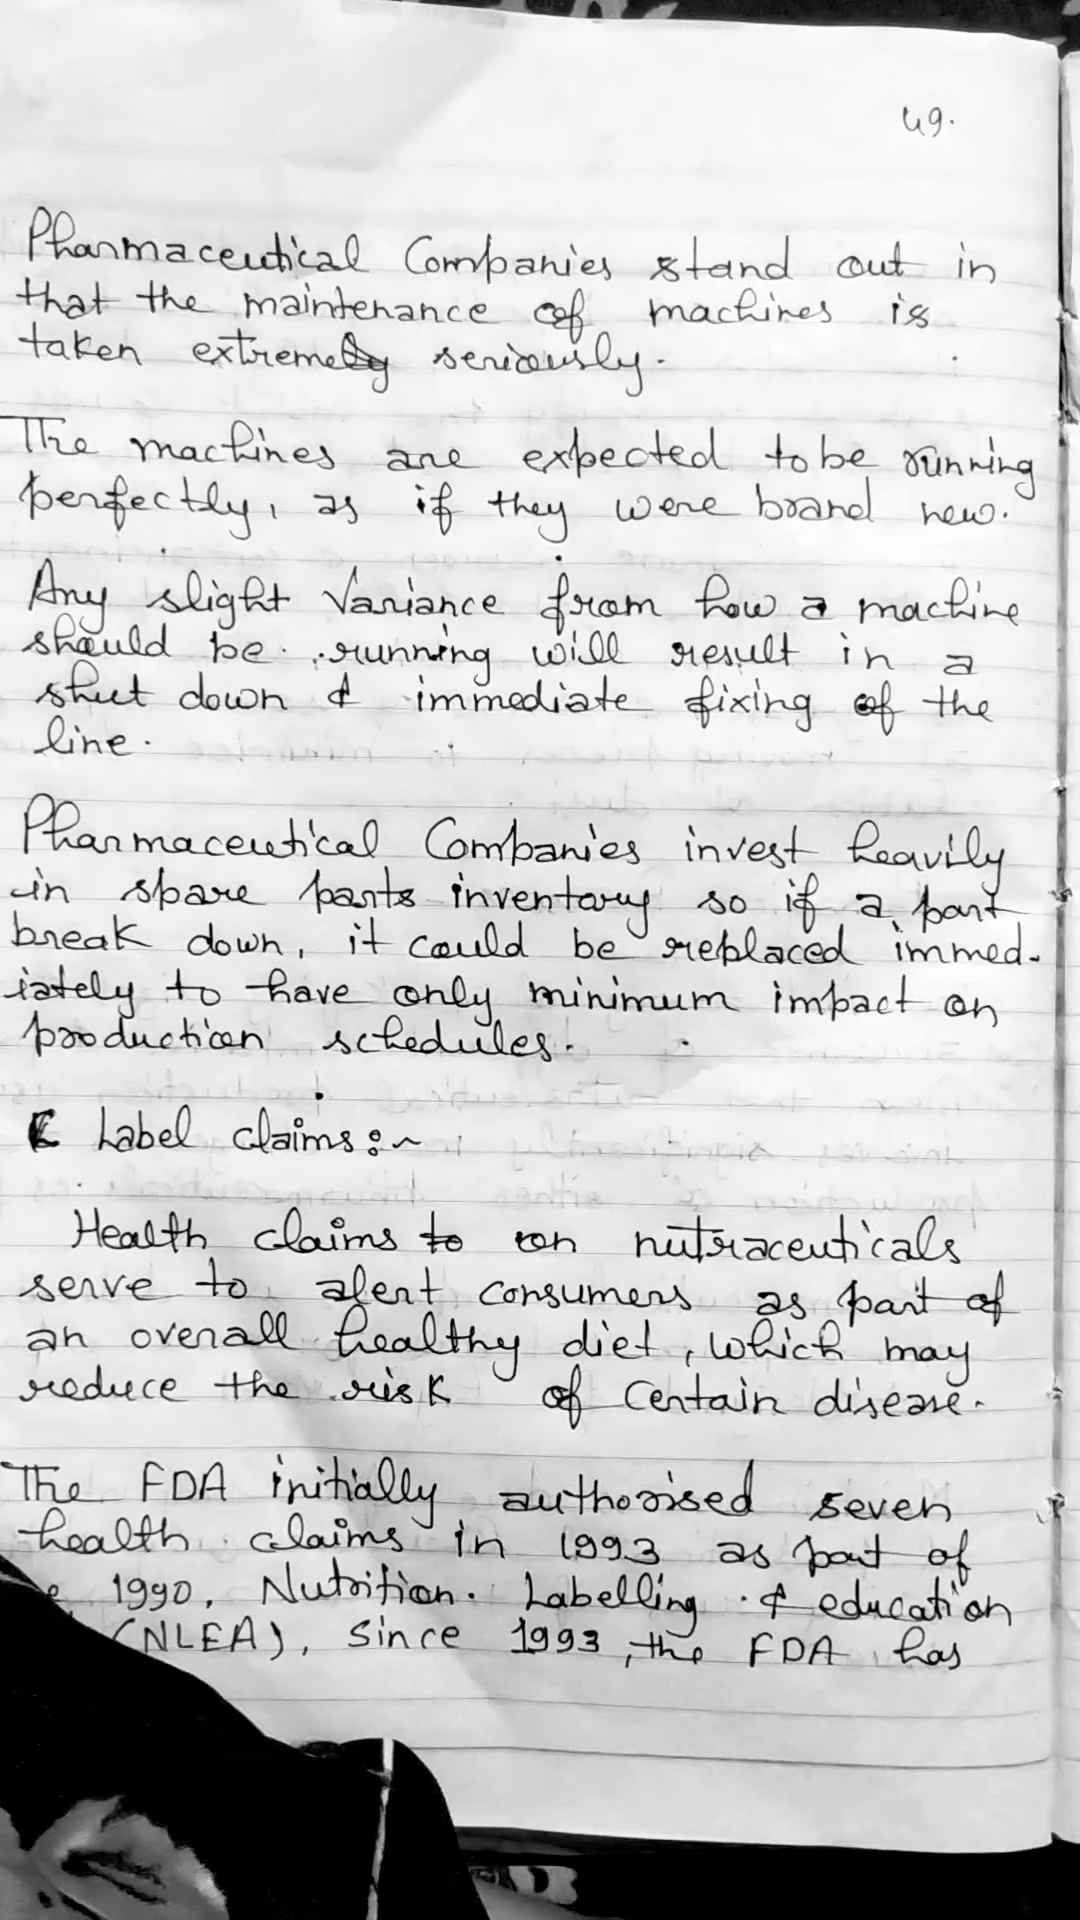 49.
Pharmaceutical Companies stand out in
that the maintenance of machines is
taken extremely seriously.
The machines are expected to be running
perfectly, as if they were brand new.
Any slight variance from how a machine
should be running will result in a
shut down & immediate fixing of the
line.
Pharmaceutical Companies invest heavily
in spare parts inventory so if a part
break down, it could be replaced immed-
iately to have only minimum impact on
production schedules.
Label claims:~
Health claims to on nutraceuticals
serve to alert consumers as part of
an overall healthy diet, which may
reduce the risk of certain disease.
The FDA initially authorised seven
health claims in 1993 as part of
1990, Nutrition. Labelling & education
(NLEA), Since 1993, the FDA has